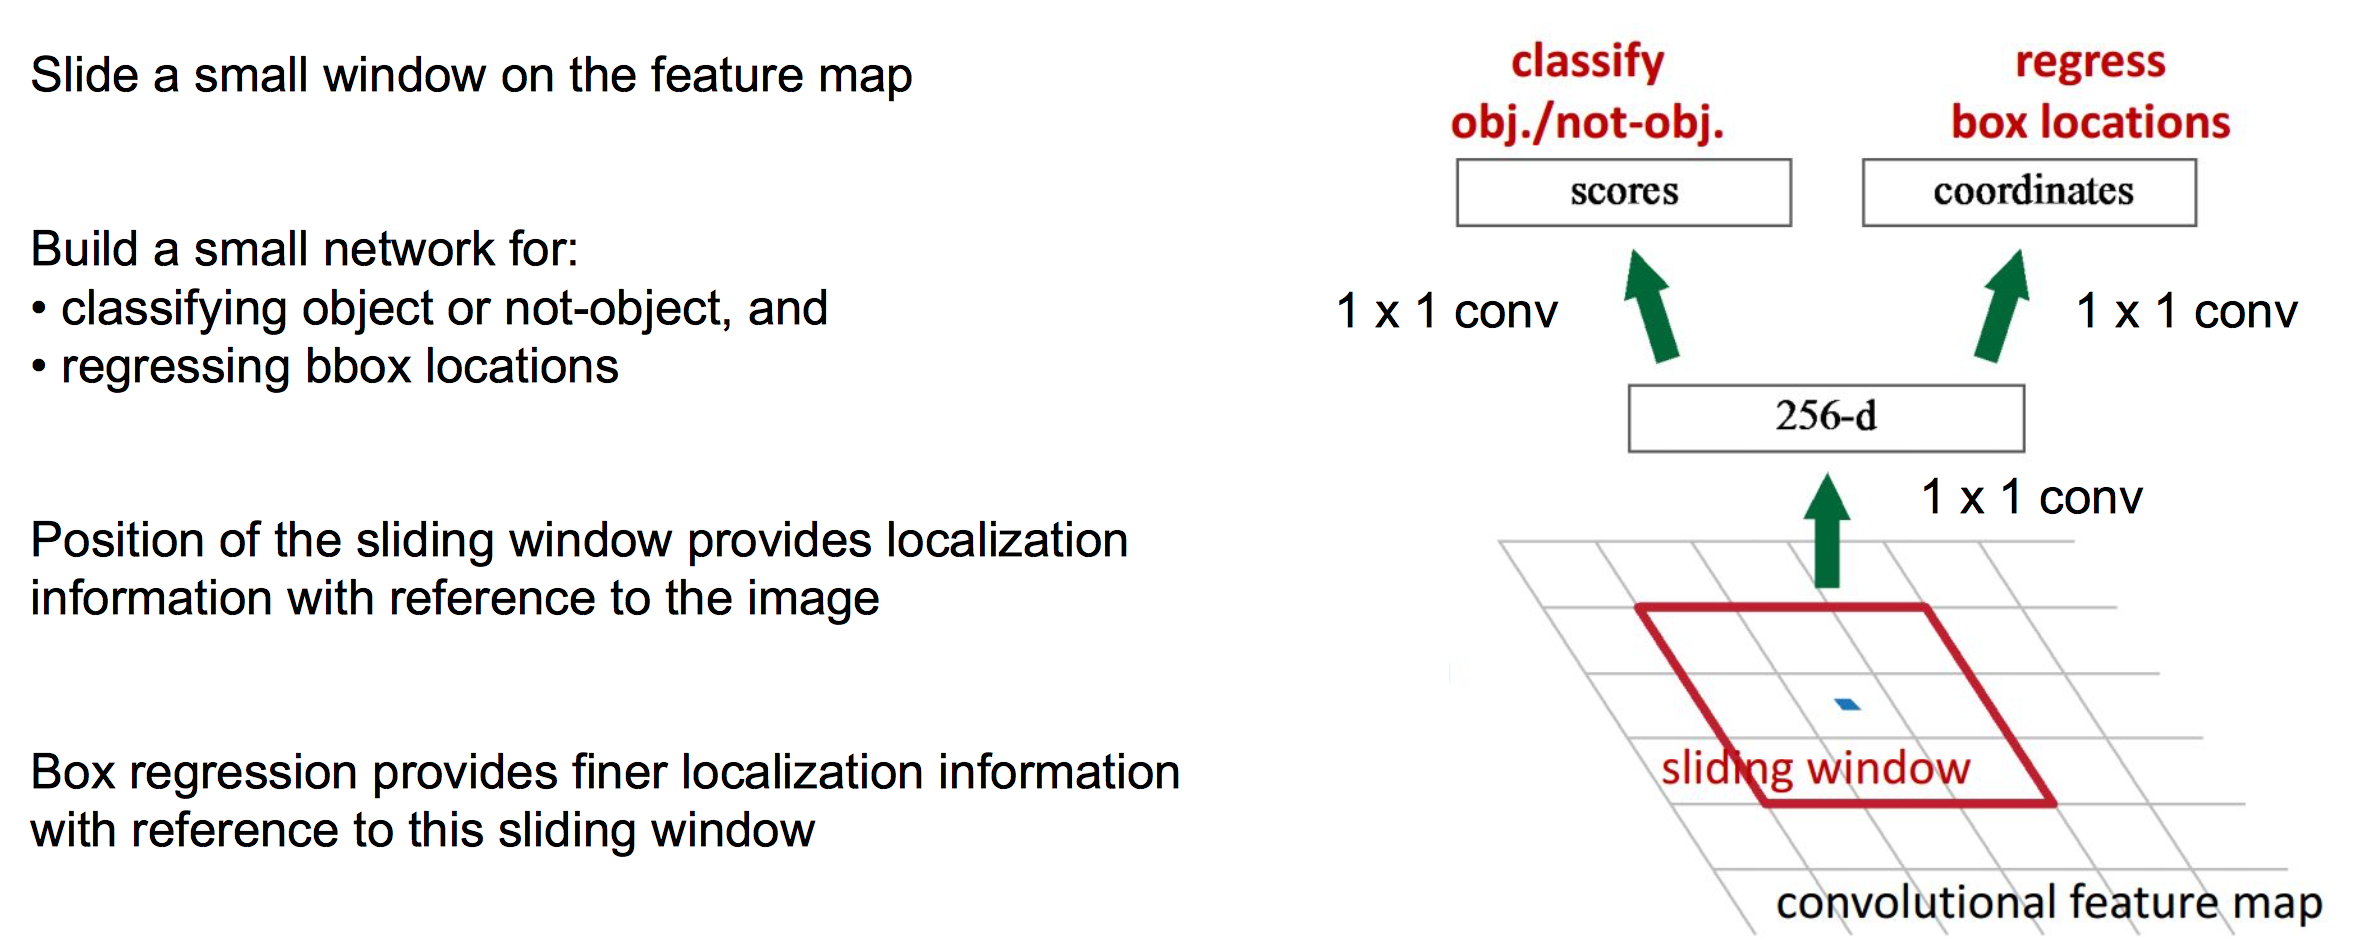 Slide a small window on the feature map
Build a small network for:
• classifying object or not-object, and
• regressing bbox locations
Position of the sliding window provides localization
information with reference to the image
Box regression provides finer localization information
with reference to this sliding window
classify
obj./not-obj.
regress
box locations
scores
coordinates
1 x 1 conv
1 x 1 conv
256-d
1 x 1 conv
sliding window
convolutional feature map